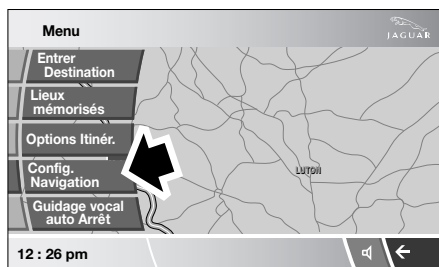 Menu
JAGUAR
Entrer
Destination
Lieux
mémorisés
Options Itinér.
Config.
Navigation
LUTON
Guidage vocal
auto Arrêt
12 : 26 pm